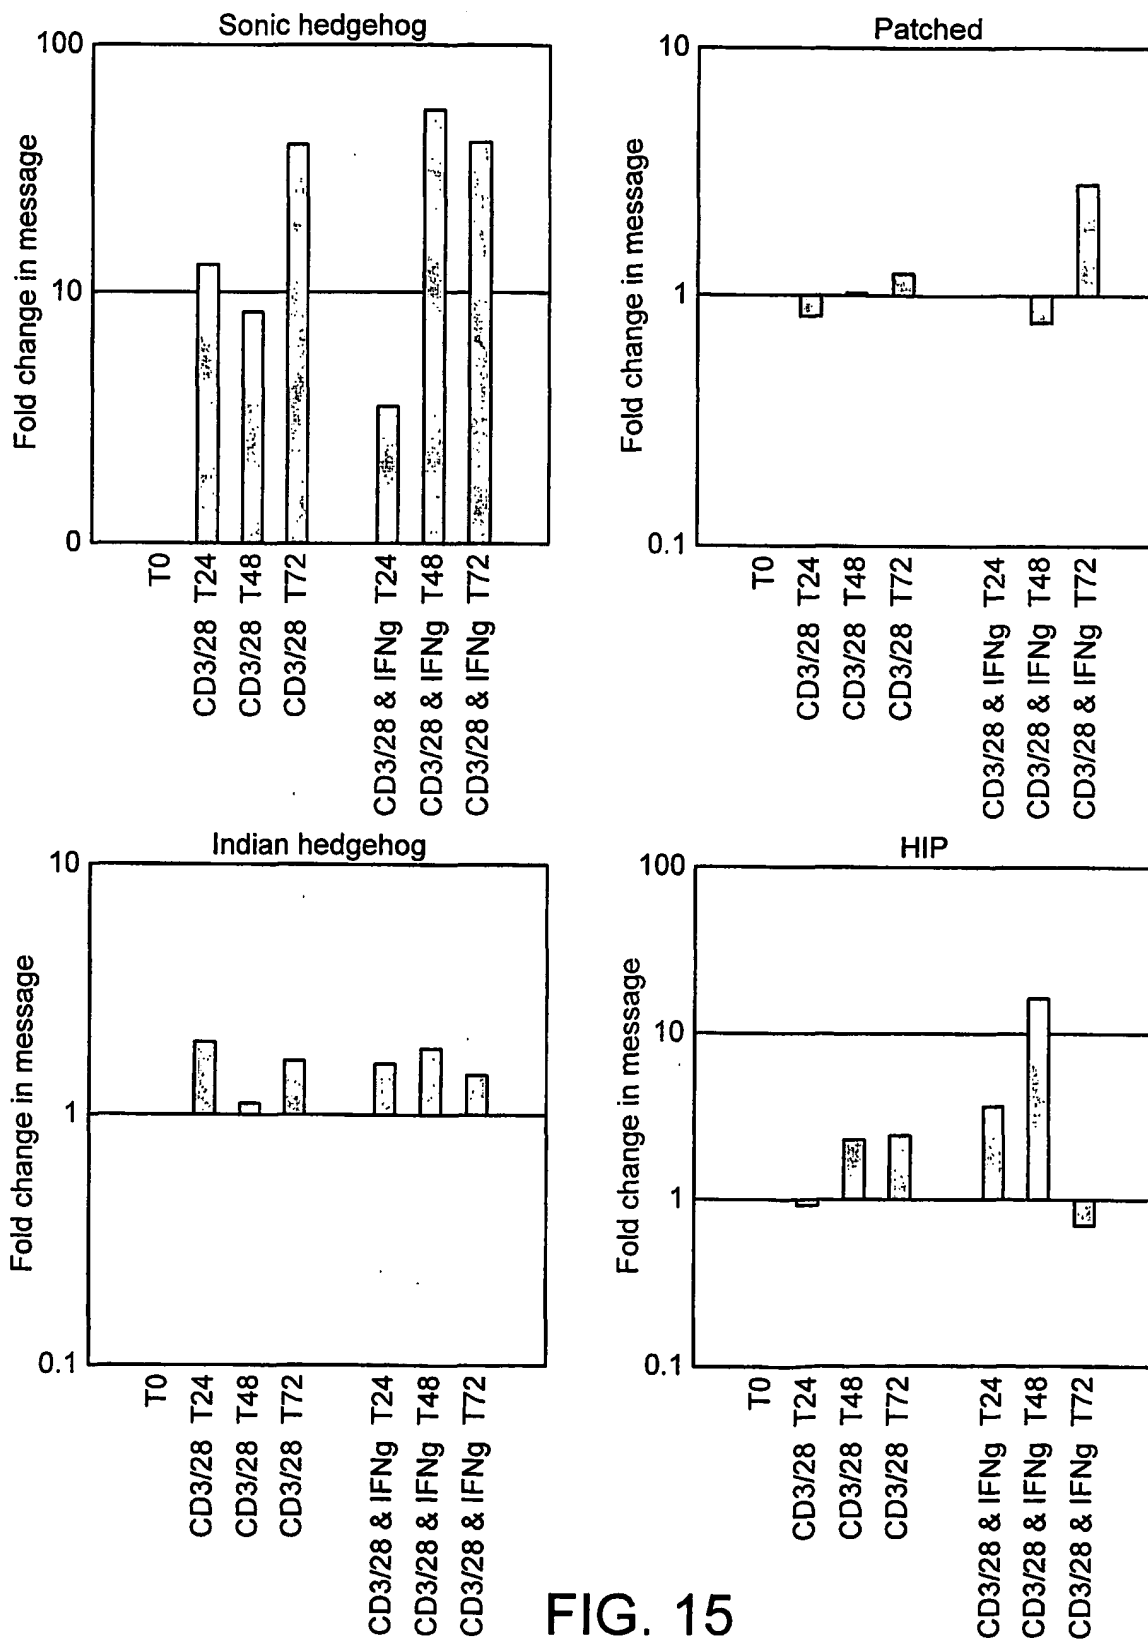 Sonic hedgehog
100
10
0
Fold change in message
T0
CD3/28 T24
CD3/28 T48
CD3/28 T72
CD3/28 & IFNg T24
CD3/28 & IFNg T48
CD3/28 & IFNg T72
Patched
10
1
0.1
Fold change in message
T0
CD3/28 T24
CD3/28 T48
CD3/28 T72
CD3/28 & IFNg T24
CD3/28 & IFNg T48
CD3/28 & IFNg T72
Indian hedgehog
10
1
0.1
Fold change in message
T0
CD3/28 T24
CD3/28 T48
CD3/28 T72
CD3/28 & IFNg T24
CD3/28 & IFNg T48
CD3/28 & IFNg T72
HIP
100
10
1
0.1
Fold change in message
T0
CD3/28 T24
CD3/28 T48
CD3/28 T72
CD3/28 & IFNg T24
CD3/28 & IFNg T48
CD3/28 & IFNg T72
FIG. 15